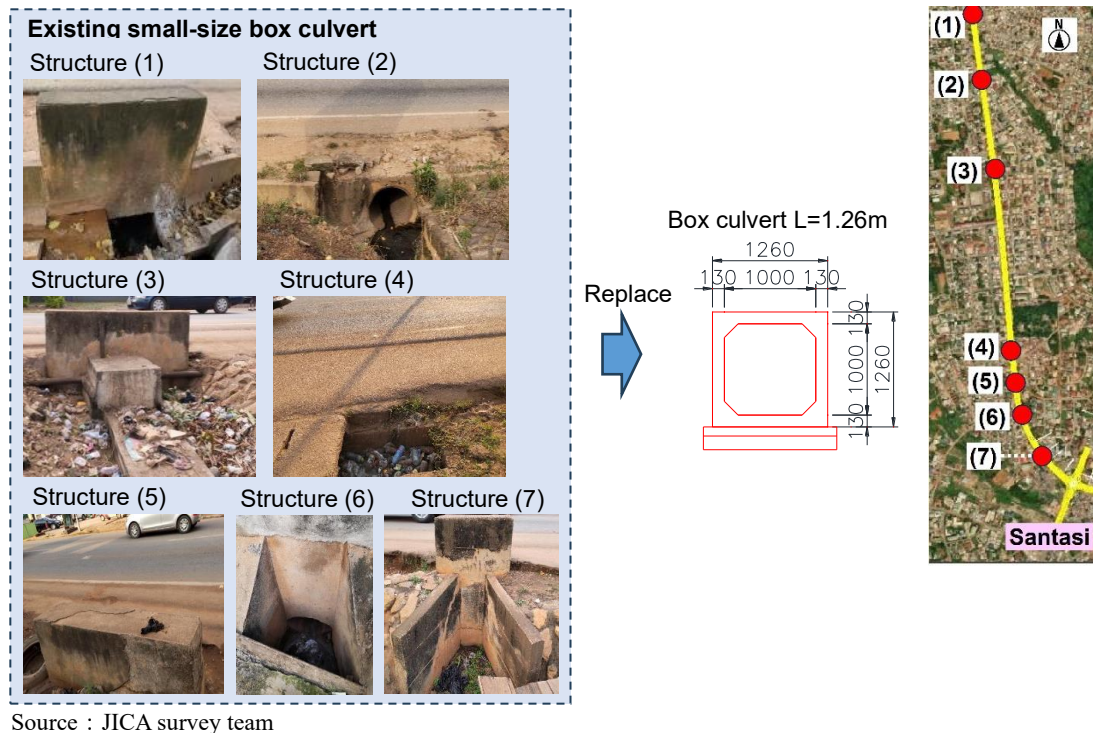 Existing small-size box culvert
Structure (1)
Structure (2)
Structure (3)
Structure (4)
Structure (5)
Structure (6)
Structure (7)
Replace
Box culvert L=1.26m
1260
130 1000 130
130
1000
130
1260
N
(1)
(2)
(3)
(4)
(5)
(6)
(7)
Santasi
Source : JICA survey team